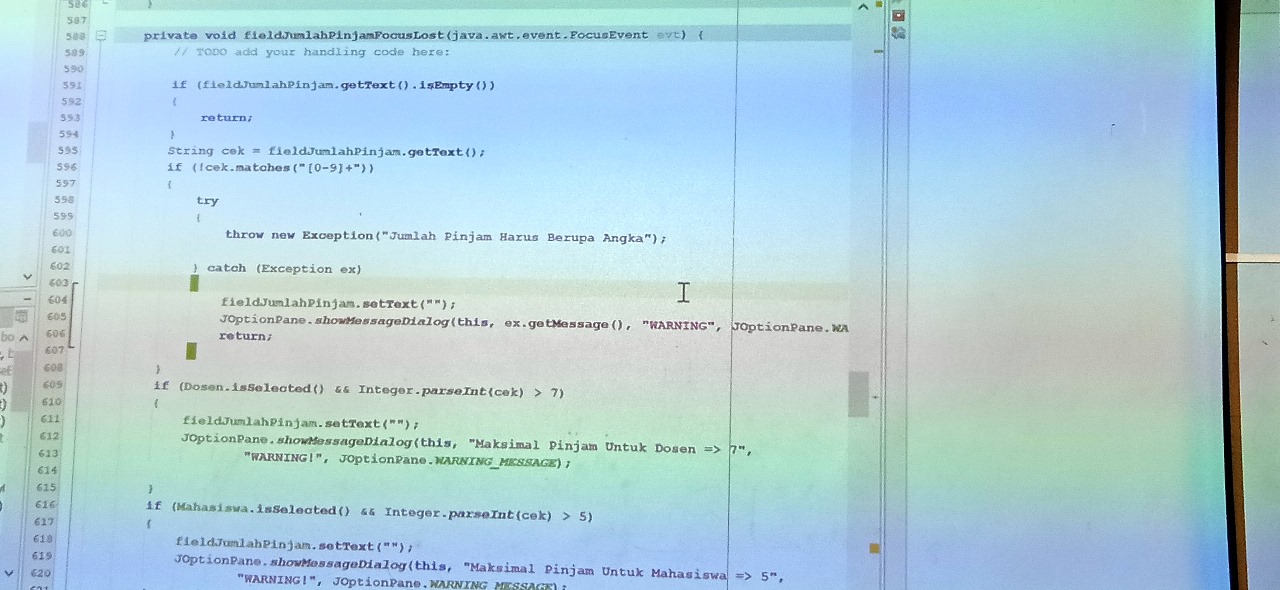 586 }
587
588 private void fieldJumlahPinjamFocusLost(java.awt.event.FocusEvent evt) {
589 // TODO add your handling code here:
590
591 if (fieldJumlahPinjam.getText().isEmpty())
592 {
593 return;
594 }
595 String cek = fieldJumlahPinjam.getText();
596 if (!cek.matches("[0-9]+"))
597 {
598 try
599 {
600 throw new Exception("Jumlah Pinjam Harus Berupa Angka");
601
602 } catch (Exception ex)
603
604 fieldJumlahPinjam.setText("");
605 JOptionPane.showMessageDialog(this, ex.getMessage(), "WARNING", JOptionPane.WA
606 return;
607
608 }
609 if (Dosen.isSelected() && Integer.parseInt(cek) > 7)
610 {
611 fieldJumlahPinjam.setText("");
612 JOptionPane.showMessageDialog(this, "Maksimal Pinjam Untuk Dosen => 7",
613 "WARNING!", JOptionPane.WARNING_MESSAGE);
614
615 }
616 if (Mahasiswa.isSelected() && Integer.parseInt(cek) > 5)
617 {
618 fieldJumlahPinjam.setText("");
619 JOptionPane.showMessageDialog(this, "Maksimal Pinjam Untuk Mahasiswa => 5",
620 "WARNING!", JOptionPane.WARNING_MESSAGE);